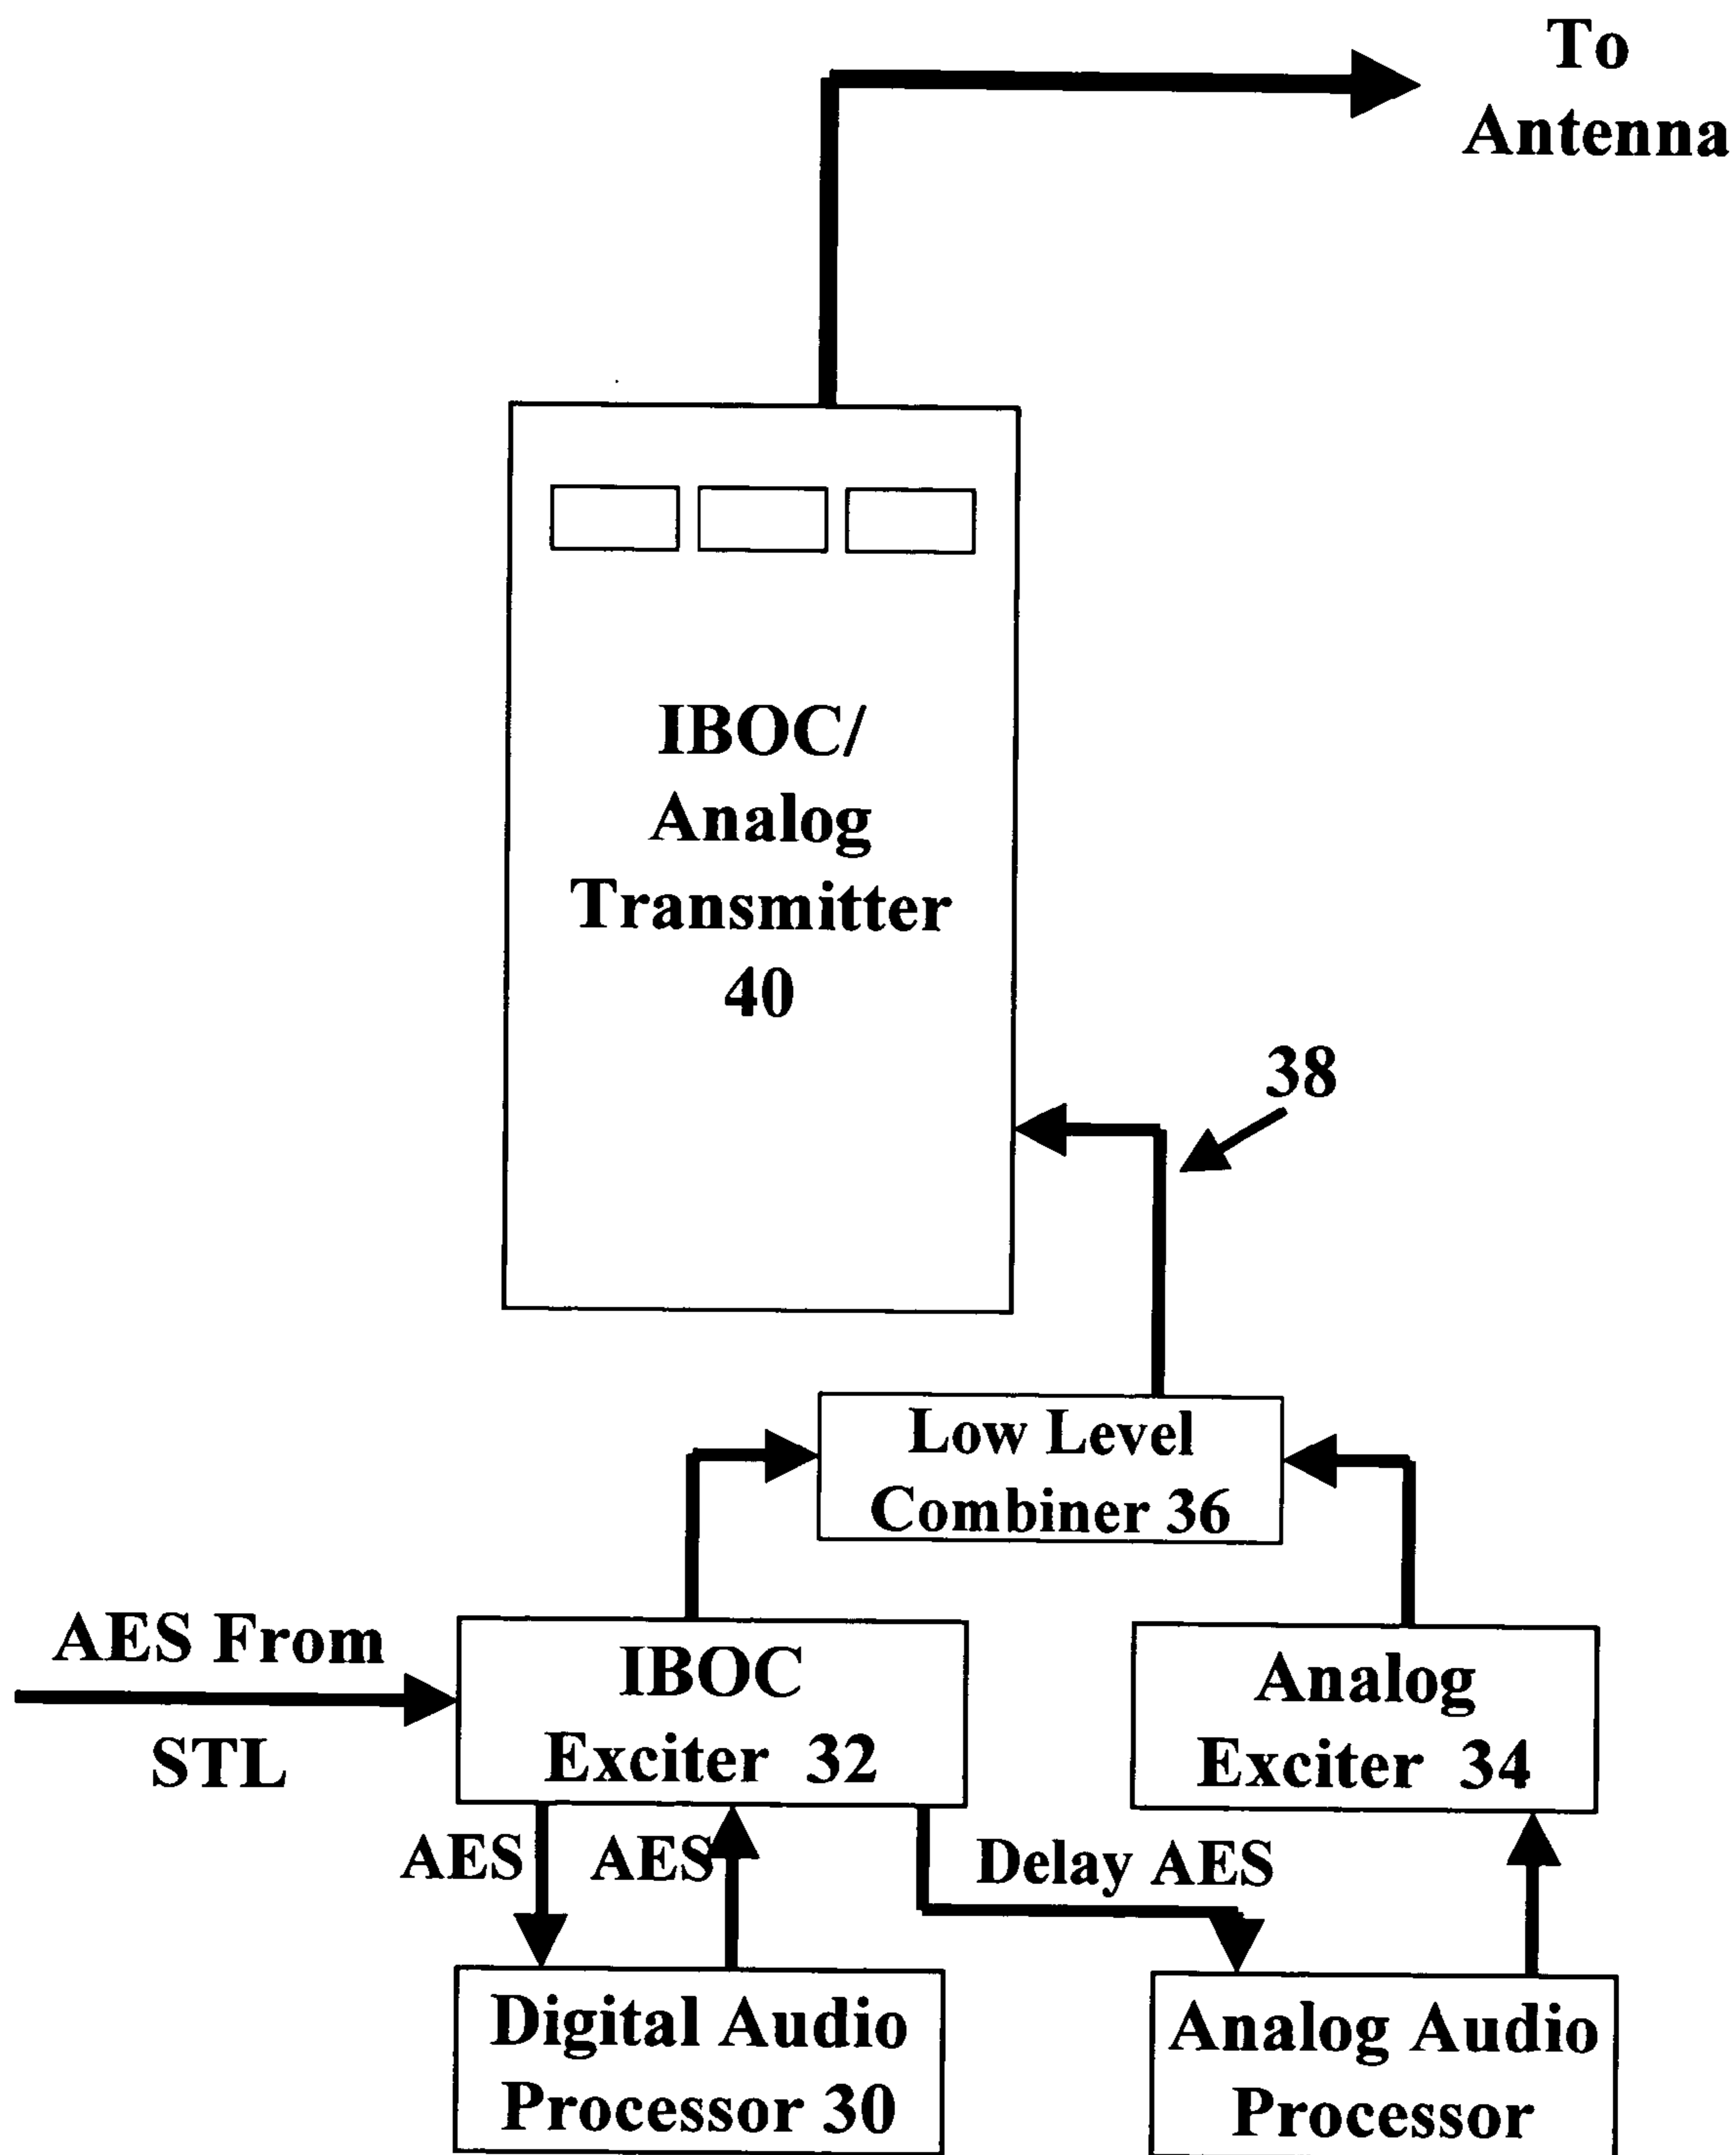 To
Antenna
IBOC/
Analog
Transmitter
40
38
Low Level
Combiner 36
AES From
STL
IBOC
Exciter 32
Analog
Exciter 34
AES
AES
Delay AES
Digital Audio
Processor 30
Analog Audio
Processor